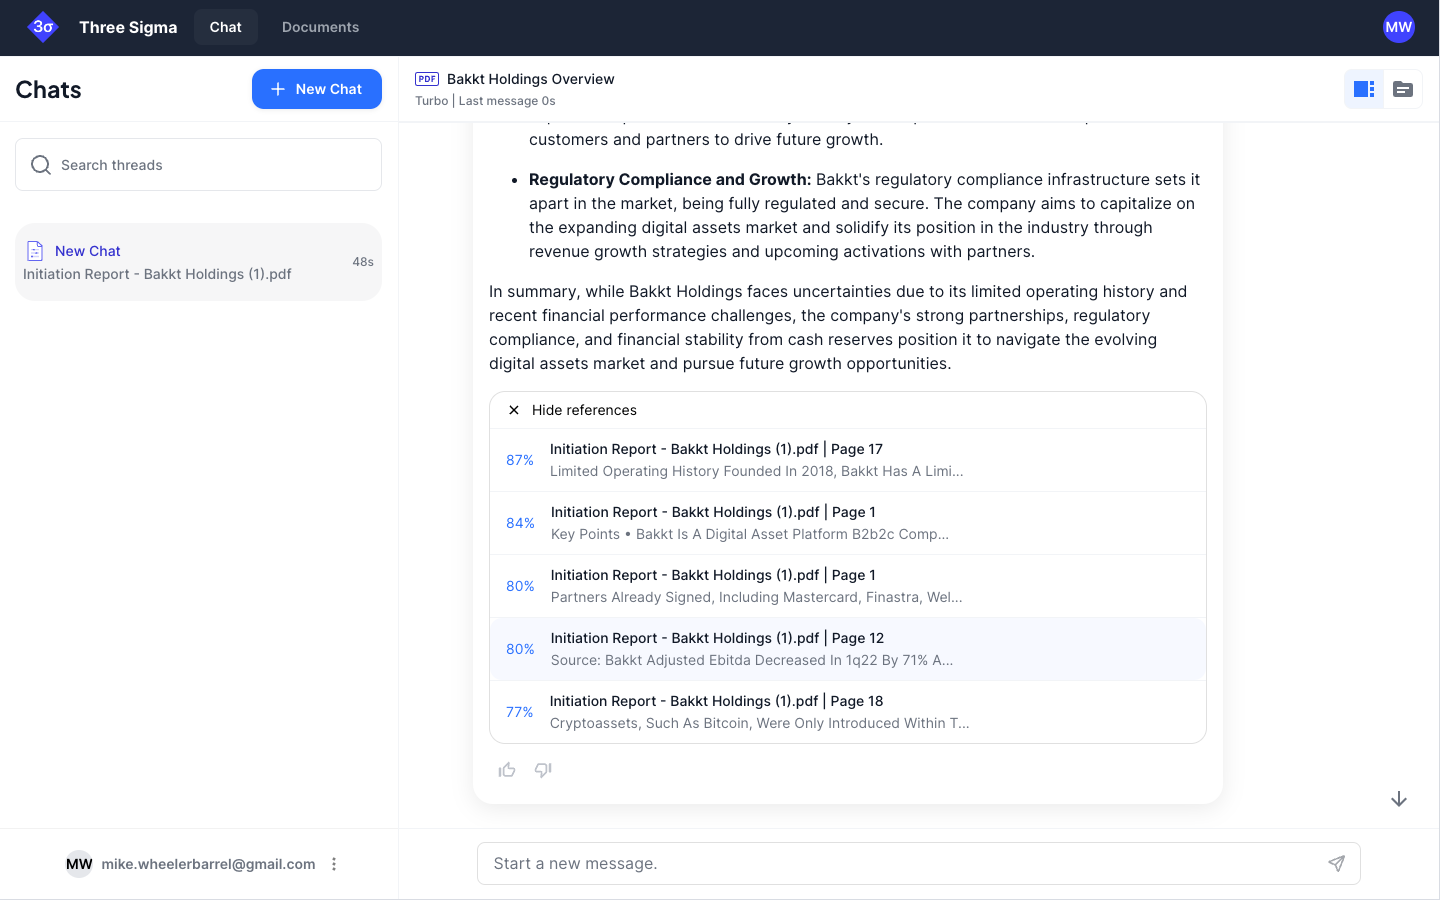 3σ
Three Sigma
Chat
Documents
MW
Chats
New Chat
Search threads
New Chat
Initiation Report - Bakkt Holdings (1).pdf
48s
PDF
Bakkt Holdings Overview
Turbo | Last message 0s
customers and partners to drive future growth.
• Regulatory Compliance and Growth: Bakkt's regulatory compliance infrastructure sets it
apart in the market, being fully regulated and secure. The company aims to capitalize on
the expanding digital assets market and solidify its position in the industry through
revenue growth strategies and upcoming activations with partners.
In summary, while Bakkt Holdings faces uncertainties due to its limited operating history and
recent financial performance challenges, the company's strong partnerships, regulatory
compliance, and financial stability from cash reserves position it to navigate the evolving
digital assets market and pursue future growth opportunities.
Hide references
87%
Initiation Report - Bakkt Holdings (1).pdf | Page 17
Limited Operating History Founded In 2018, Bakkt Has A Limi...
84%
Initiation Report - Bakkt Holdings (1).pdf | Page 1
Key Points • Bakkt Is A Digital Asset Platform B2b2c Comp...
80%
Initiation Report - Bakkt Holdings (1).pdf | Page 1
Partners Already Signed, Including Mastercard, Finastra, Wel...
80%
Initiation Report - Bakkt Holdings (1).pdf | Page 12
Source: Bakkt Adjusted Ebitda Decreased In 1q22 By 71% A...
77%
Initiation Report - Bakkt Holdings (1).pdf | Page 18
Cryptoassets, Such As Bitcoin, Were Only Introduced Within T...
MW
mike.wheelerbarrel@gmail.com
Start a new message.